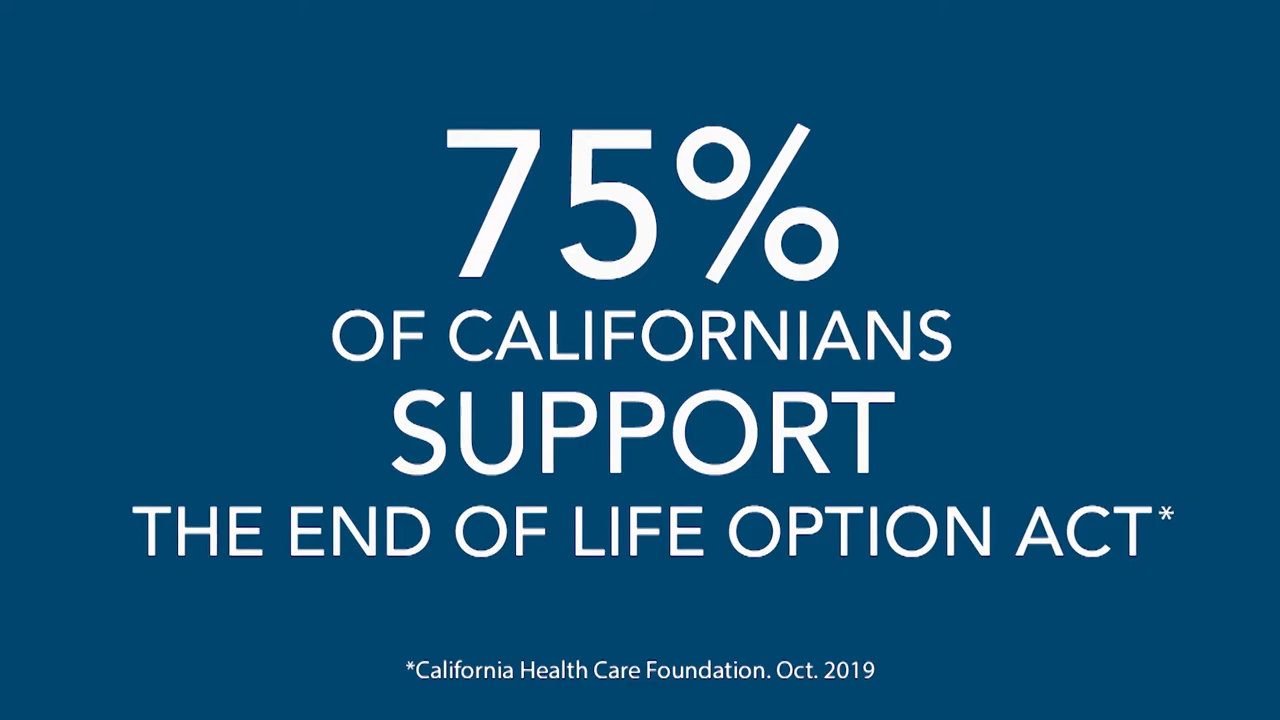 75%
OF CALIFORNIANS
SUPPORT
THE END OF LIFE OPTION ACT*
*California Health Care Foundation. Oct. 2019